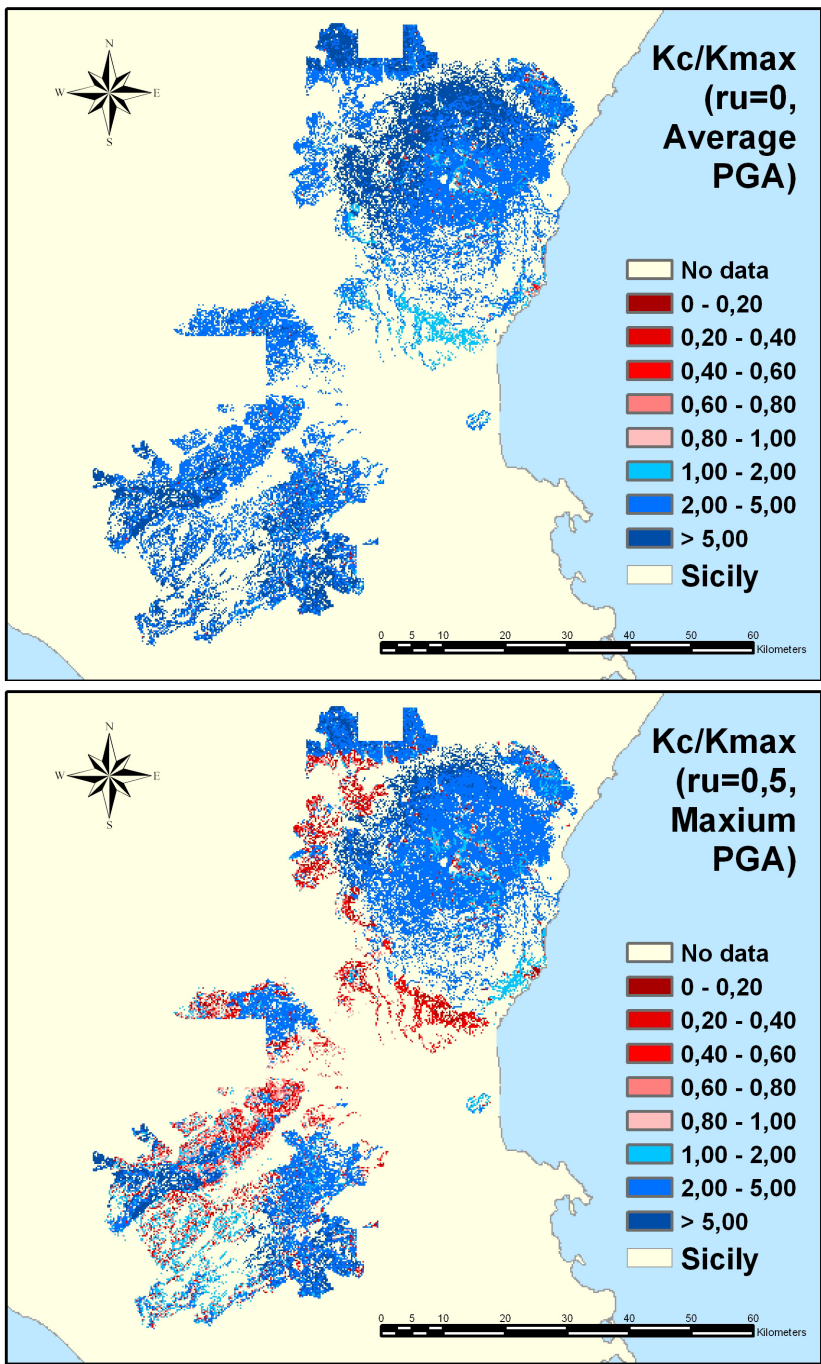 N
W
E
S
Kc/Kmax
(ru=0,
Average
PGA)
No data
0 - 0,20
0,20 - 0,40
0,40 - 0,60
0,60 - 0,80
0,80 - 1,00
1,00 - 2,00
2,00 - 5,00
> 5,00
Sicily
0 5 10 20 30 40 50 60
Kilometers
N
W
E
S
Kc/Kmax
(ru=0,5,
Maxium
PGA)
No data
0 - 0,20
0,20 - 0,40
0,40 - 0,60
0,60 - 0,80
0,80 - 1,00
1,00 - 2,00
2,00 - 5,00
> 5,00
Sicily
0 5 10 20 30 40 50 60
Kilometers